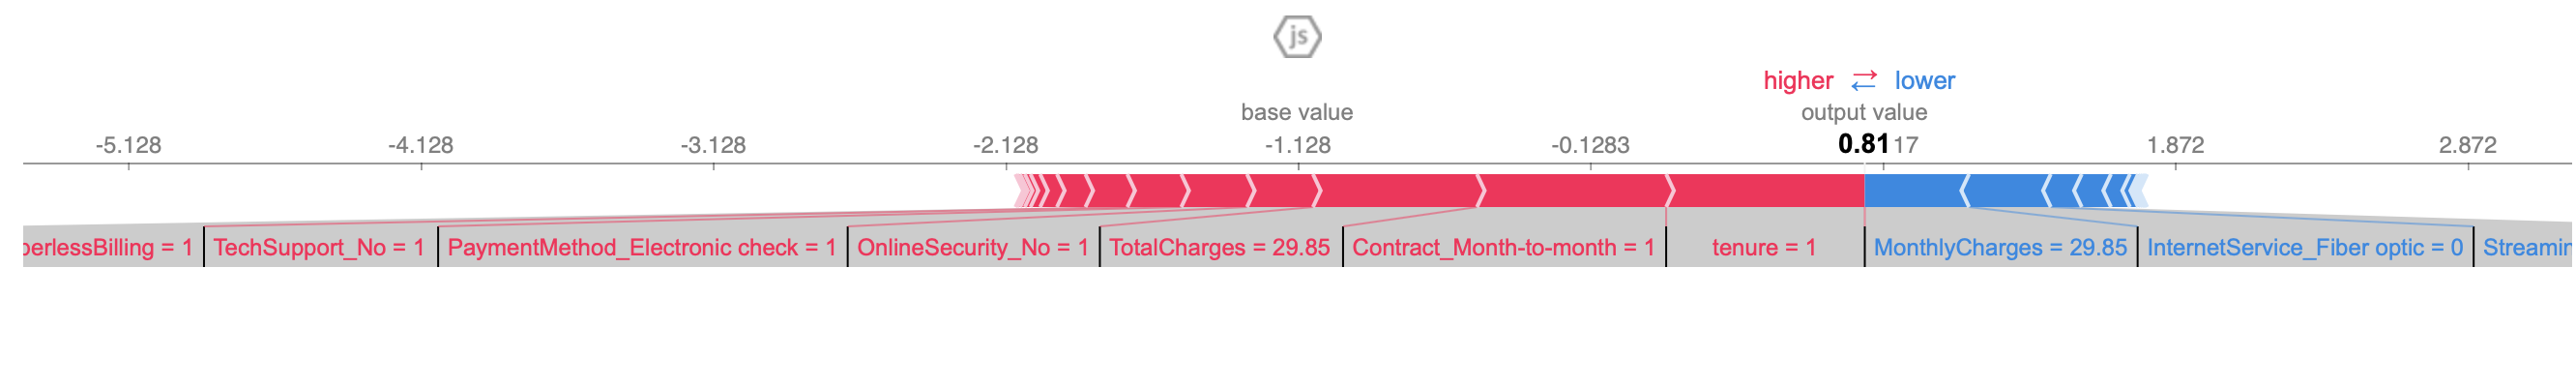 js
higher lower
base value output value
-5.128 -4.128 -3.128 -2.128 -1.128 -0.1283 0.81 17 1.872 2.872
perlessBilling = 1 TechSupport_No = 1 PaymentMethod_Electronic check = 1 OnlineSecurity_No = 1 TotalCharges = 29.85 Contract_Month-to-month = 1 tenure = 1 MonthlyCharges = 29.85 InternetService_Fiber optic = 0 Streamin